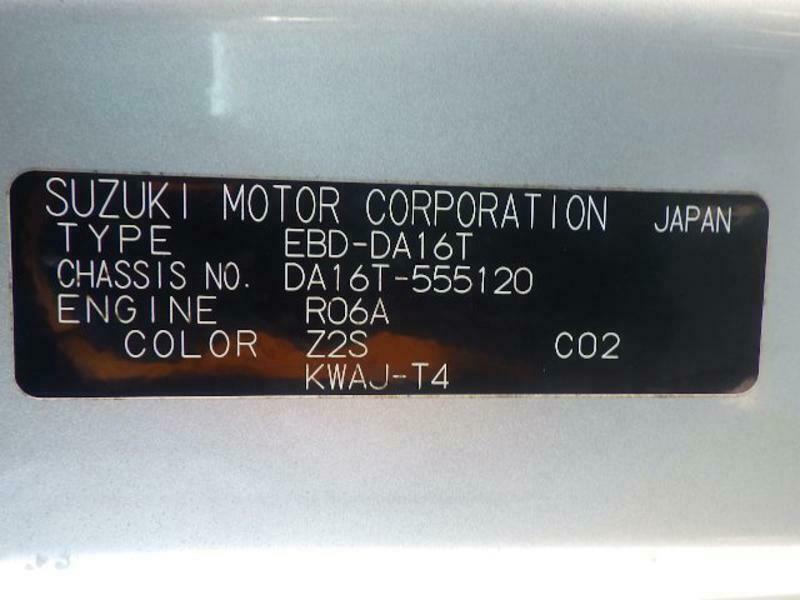 SUZUKI MOTOR CORPORATION JAPAN
TYPE EBD-DA16T
CHASSIS NO. DA16T-555120
ENGINE R06A
COLOR Z2S C02
KWAJ-T4